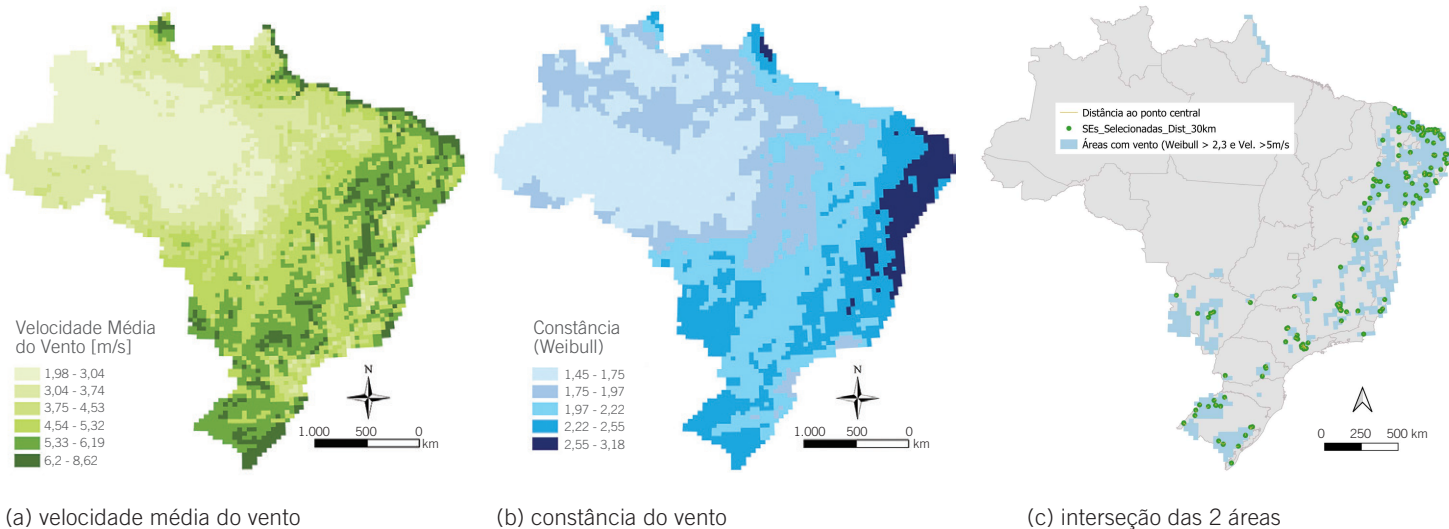 Velocidade Média
do Vento [m/s]
1,98 - 3,04
3,04 - 3,74
3,75 - 4,53
4,54 - 5,32
5,33 - 6,19
6,2 - 8,62
N
1.000 500 0
km
(a) velocidade média do vento
Constância
(Weibull)
1,45 - 1,75
1,75 - 1,97
1,97 - 2,22
2,22 - 2,55
2,55 - 3,18
N
1.000 500 0
km
(b) constância do vento
Distância ao ponto central
SEs_Selecionadas_Dist_30km
Áreas com vento (Weibull > 2,3 e Vel. >5m/s
0 250 500 km
(c) interseção das 2 áreas